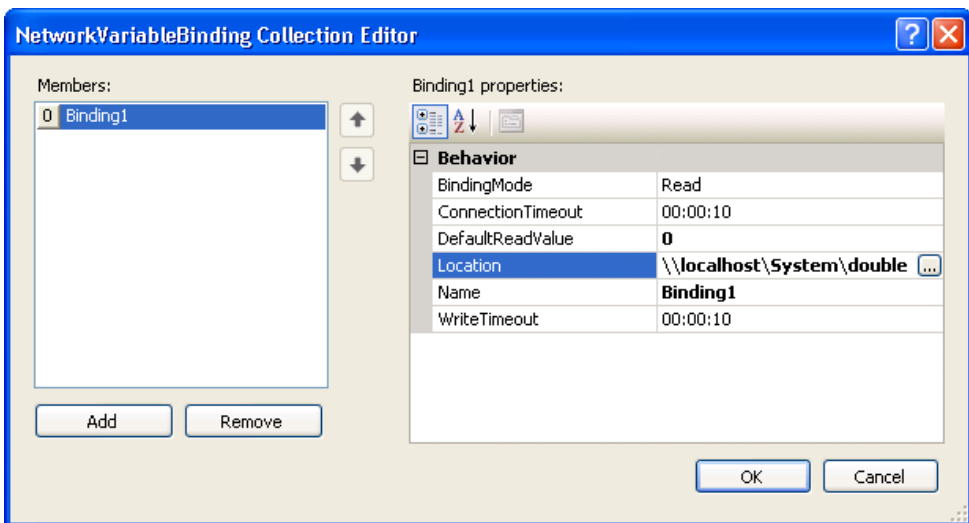 NetworkVariableBinding Collection Editor
Members:
0 Binding1
Add Remove
Binding1 properties:
Behavior
BindingMode Read
ConnectionTimeout 00:00:10
DefaultReadValue 0
Location \\localhost\System\double ...
Name Binding1
WriteTimeout 00:00:10
OK Cancel